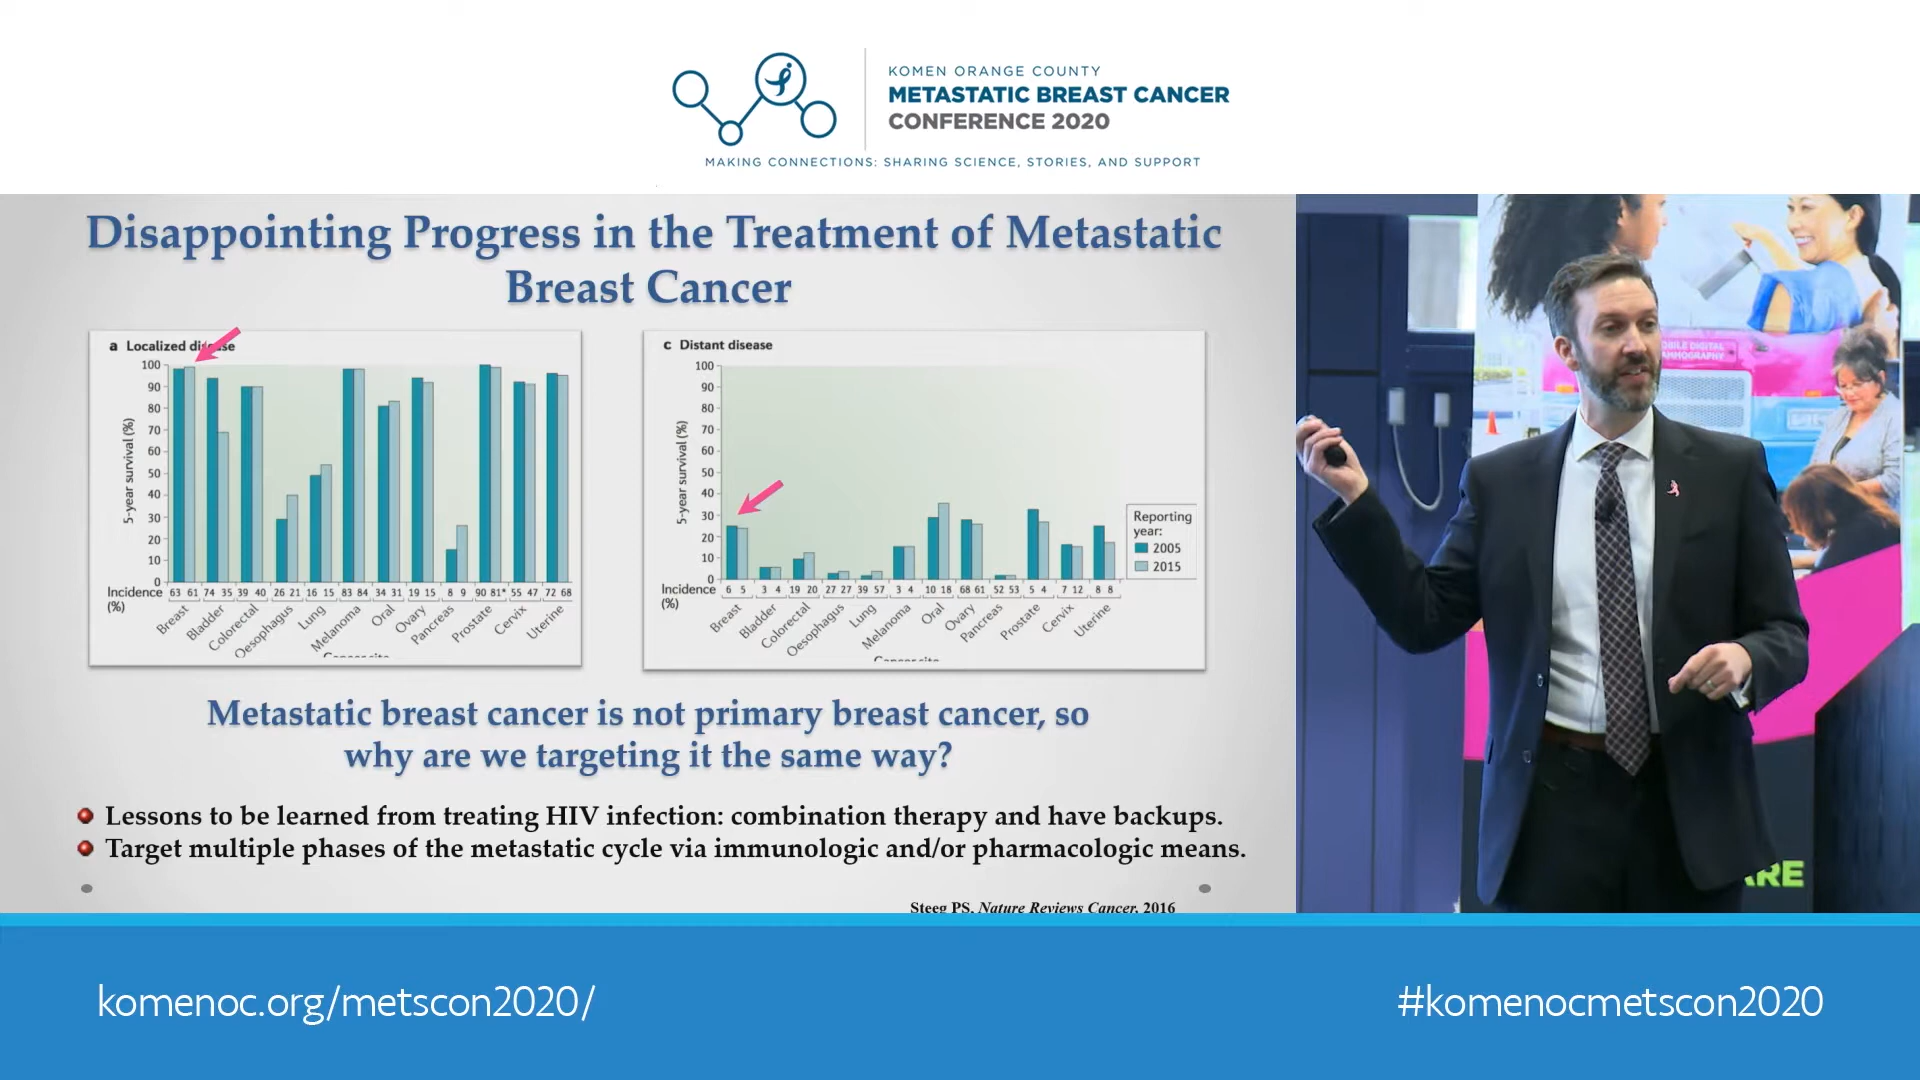 KOMEN ORANGE COUNTY
METASTATIC BREAST CANCER
CONFERENCE 2020
MAKING CONNECTIONS: SHARING SCIENCE, STORIES, AND SUPPORT
Disappointing Progress in the Treatment of Metastatic
Breast Cancer
a Localized disease
100
90
80
70
60
50
40
30
20
10
0
5-year survival (%)
Incidence (%)
63 61 74 35 39 40 26 21 16 15 83 84 34 31 19 15 8 9 90 81* 55 47 72 68
Breast
Bladder
Colorectal
Oesophagus
Lung
Melanoma
Oral
Ovary
Pancreas
Prostate
Cervix
Uterine
Cancer site
c Distant disease
100
90
80
70
60
50
40
30
20
10
0
5-year survival (%)
Incidence (%)
6 5 3 4 19 20 27 27 39 57 3 4 10 18 68 61 52 53 5 4 7 12 8 8
Breast
Bladder
Colorectal
Oesophagus
Lung
Melanoma
Oral
Ovary
Pancreas
Prostate
Cervix
Uterine
Cancer site
Reporting
year:
2005
2015
Metastatic breast cancer is not primary breast cancer, so
why are we targeting it the same way?
Lessons to be learned from treating HIV infection: combination therapy and have backups.
Target multiple phases of the metastatic cycle via immunologic and/or pharmacologic means.
Steeg PS, Nature Reviews Cancer, 2016
MOBILE DIGITAL
MAMMOGRAPHY
ARE
komenoc.org/metscon2020/
#komenocmetscon2020